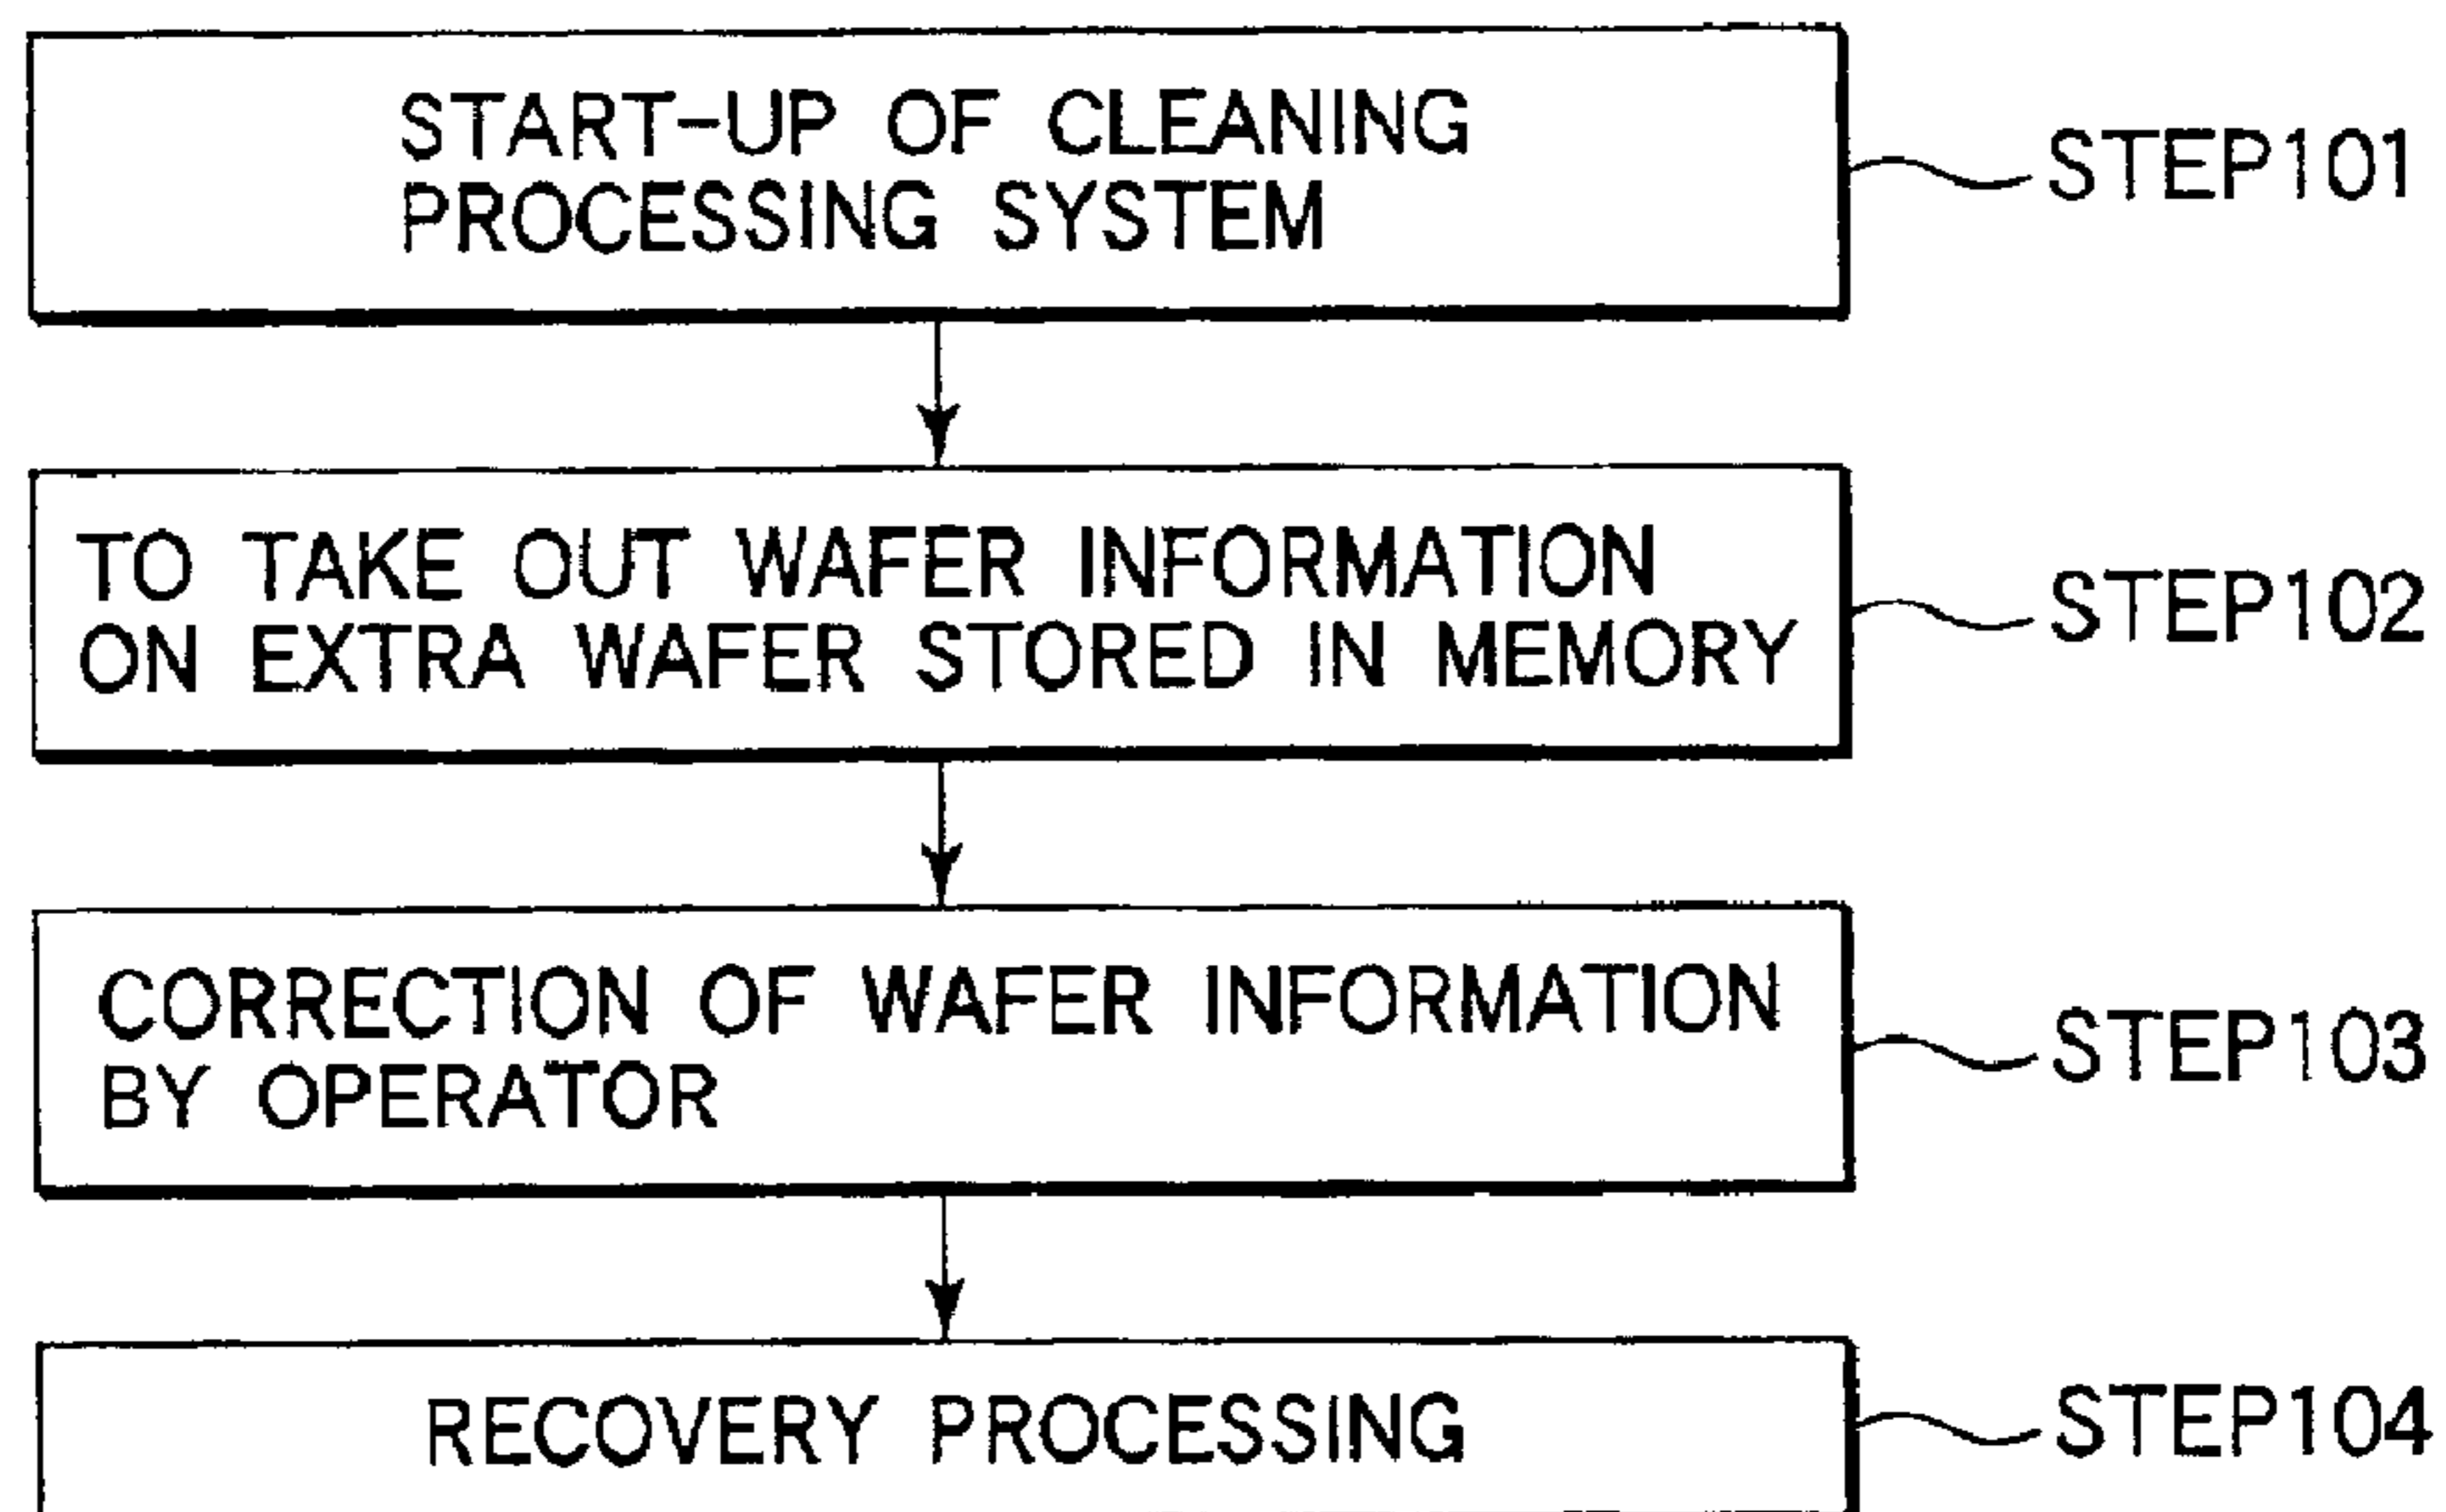 START-UP OF CLEANING
PROCESSING SYSTEM
STEP101
TO TAKE OUT WAFER INFORMATION
ON EXTRA WAFER STORED IN MEMORY
STEP102
CORRECTION OF WAFER INFORMATION
BY OPERATOR
STEP103
RECOVERY PROCESSING
STEP104